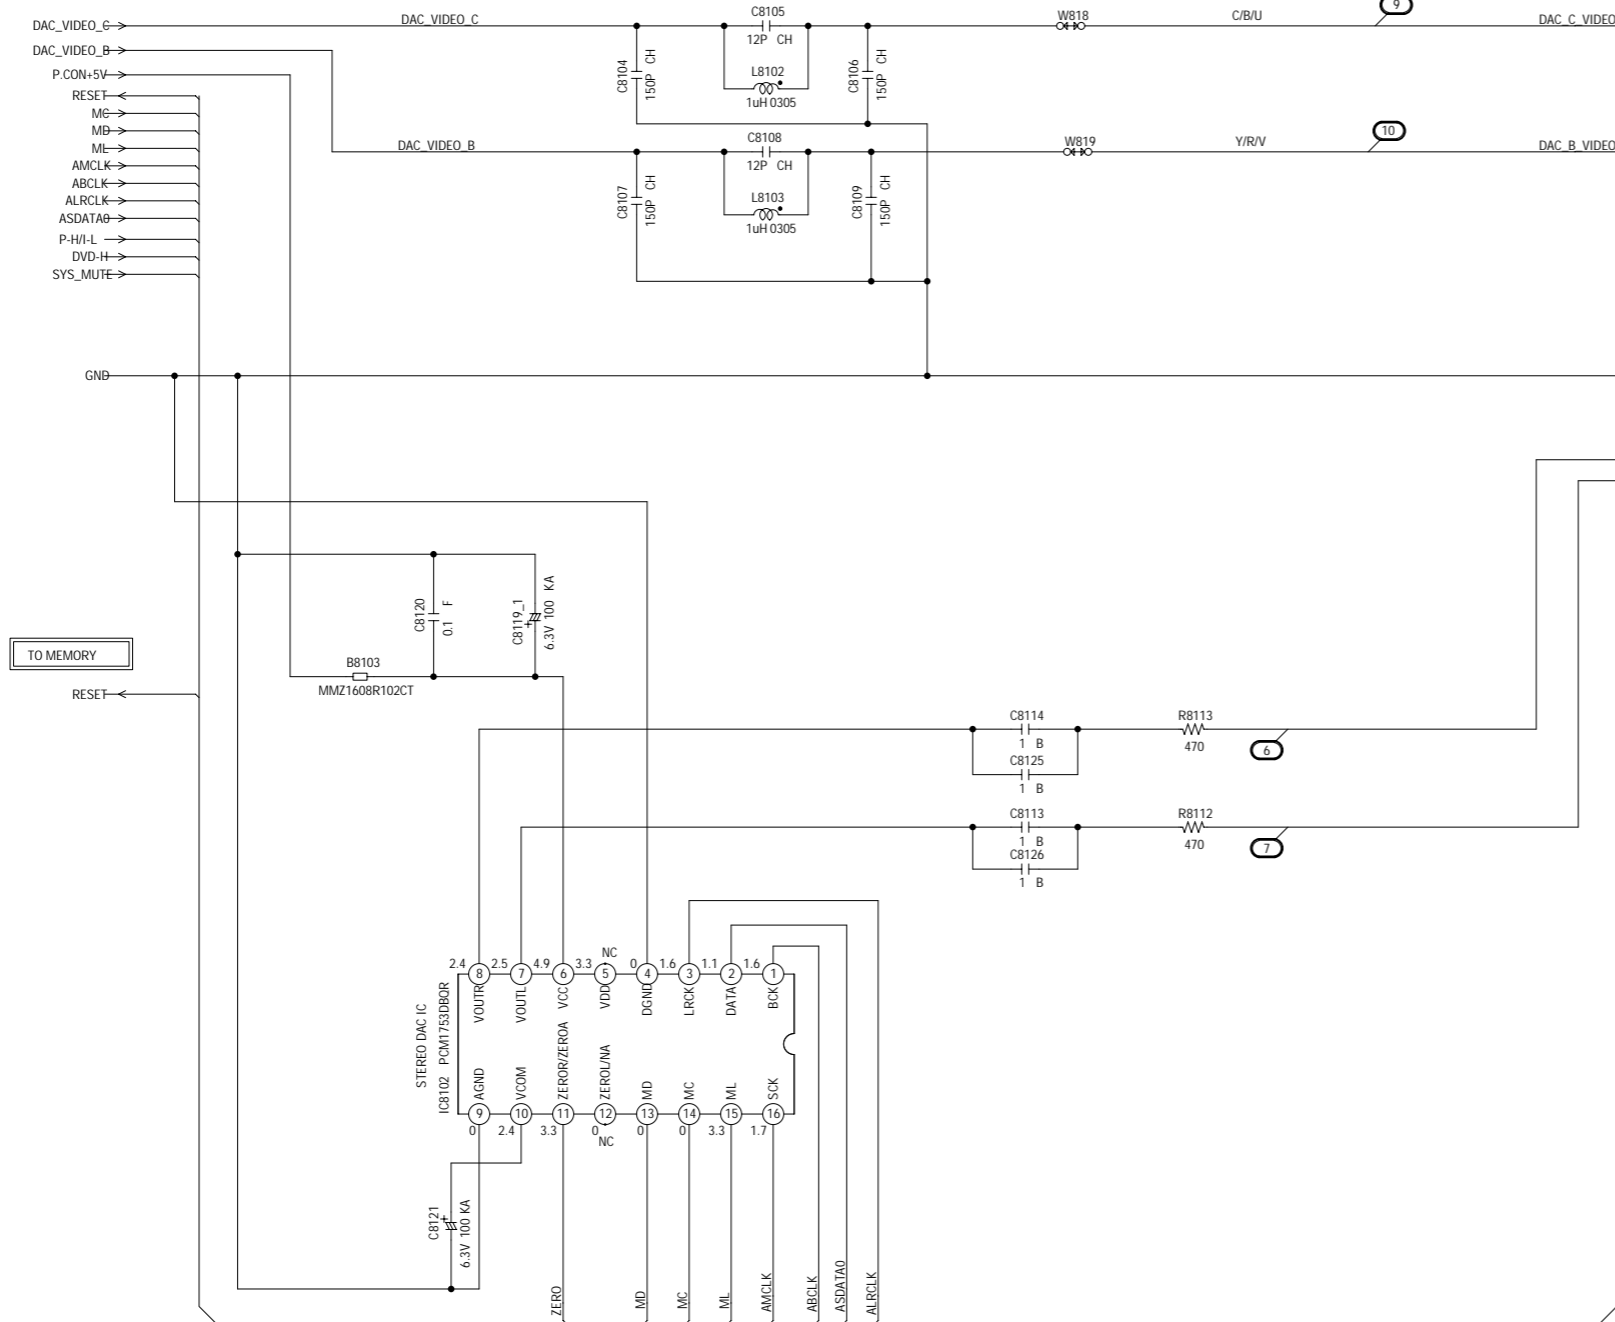 DAC_VIDEO_C
DAC_VIDEO_C
C8105
12P CH
W818
C/B/U
9
DAC_C_VIDEO
DAC_VIDEO_B
P.CON+5V
RESET
MC
MD
ML
AMCLK
ABCLK
ALRCLK
ASDATA0
P-H/I-L
DVD-H
SYS_MUTE
C8104
150P CH
L8102
1uH 0305
C8106
150P CH
DAC_VIDEO_B
C8108
12P CH
W819
Y/R/V
10
DAC_B_VIDEO
C8107
150P CH
L8103
1uH 0305
C8109
150P CH
GND
C8120
0.1 F
C8119_1
6.3V 100 KA
TO MEMORY
RESET
B8103
MMZ1608R102CT
C8114
1 B
C8125
1 B
R8113
470
6
C8113
1 B
C8126
1 B
R8112
470
7
STEREO DAC IC
IC8102 PCM1753DBQR
2.4 8 2.5 7 4.9 6 3.3 5 NC 0 4 1.6 3 1.1 2 1.6 1
VOUTR VOUTL VCC VDD DGND LRCK DATA BCK
AGND VCOM ZEROR/ZEROA ZEROL/NA MD MC ML SCK
9 10 11 12 13 14 15 16
0 2.4 3.3 0 NC 0 0 3.3 1.7
C8121
6.3V 100 KA
ZERO
MD
MC
ML
AMCLK
ABCLK
ASDATA0
ALRCLK